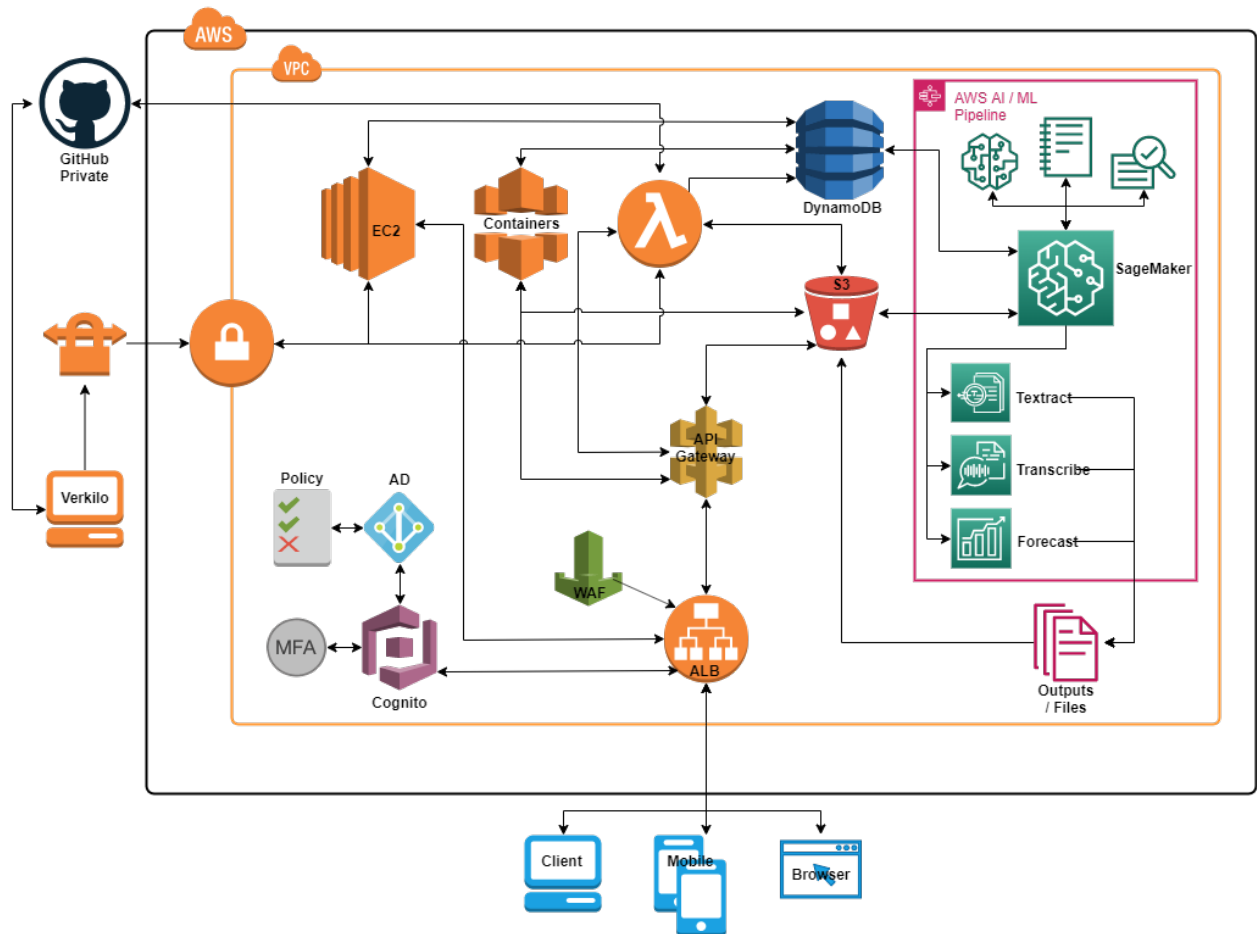 AWS
VPC
GitHub
Private
EC2
Containers
DynamoDB
AWS AI / ML
Pipeline
SageMaker
S3
Textract
Transcribe
Forecast
API
Gateway
Verkilo
Policy
AD
WAF
MFA
Cognito
ALB
Outputs
/ Files
Client
Mobile
Browser